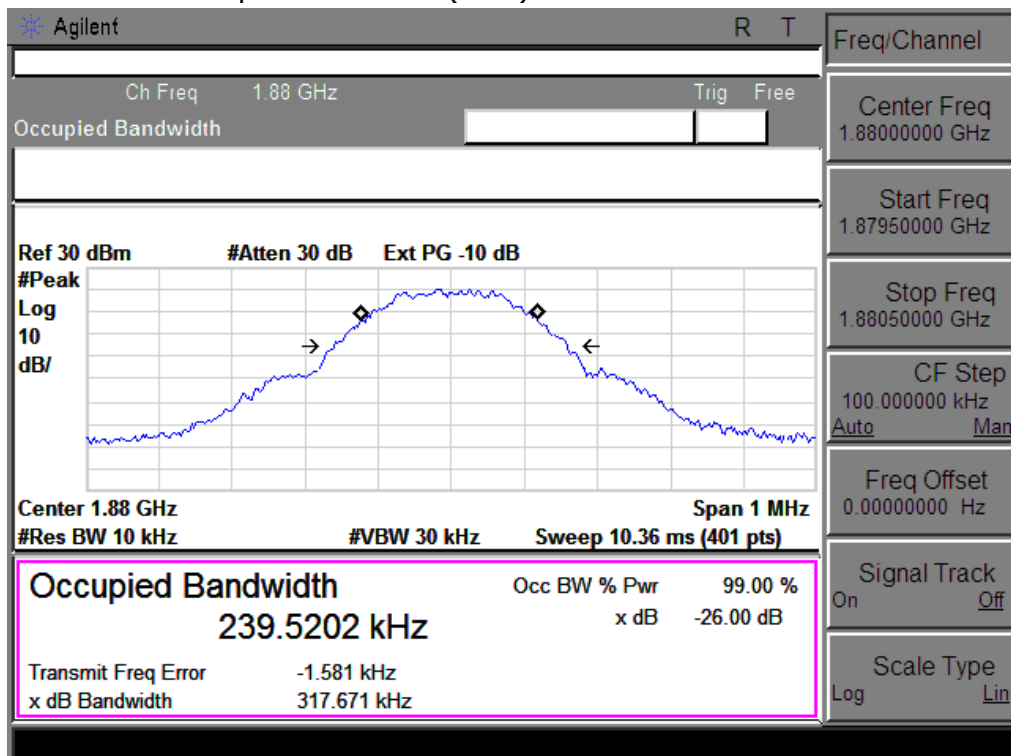 Agilent R T
Ch Freq 1.88 GHz Trig Free
Occupied Bandwidth
Ref 30 dBm #Atten 30 dB Ext PG -10 dB
#Peak
Log
10
dB/
Center 1.88 GHz Span 1 MHz
#Res BW 10 kHz #VBW 30 kHz Sweep 10.36 ms (401 pts)
Occupied Bandwidth Occ BW % Pwr 99.00 %
239.5202 kHz x dB -26.00 dB
Transmit Freq Error -1.581 kHz
x dB Bandwidth 317.671 kHz
Freq/Channel
Center Freq
1.88000000 GHz
Start Freq
1.87950000 GHz
Stop Freq
1.88050000 GHz
CF Step
100.000000 kHz
Auto Man
Freq Offset
0.00000000 Hz
Signal Track
On Off
Scale Type
Log Lin